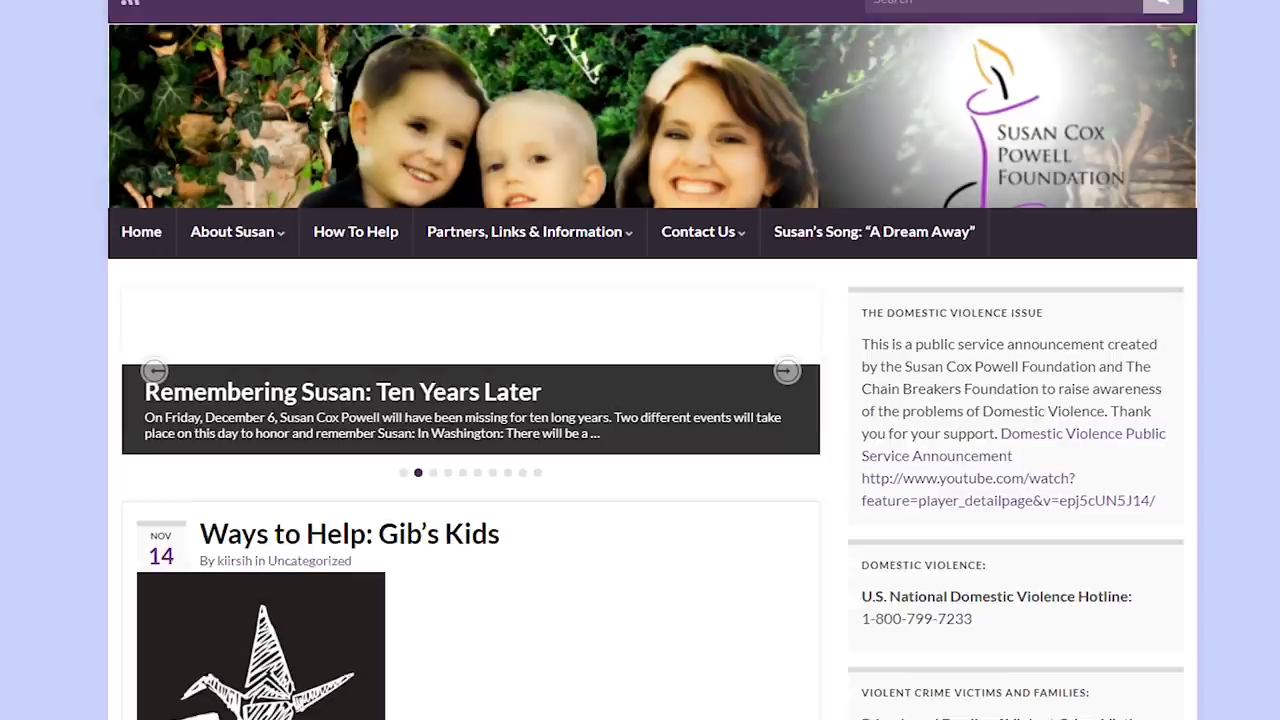 Search
SUSAN COX
POWELL
FOUNDATION
Home
About Susan
How To Help
Partners, Links & Information
Contact Us
Susan's Song: “A Dream Away”
Remembering Susan: Ten Years Later
On Friday, December 6, Susan Cox Powell will have been missing for ten long years. Two different events will take
place on this day to honor and remember Susan: In Washington: There will be a ...
NOV
14
Ways to Help: Gib’s Kids
By kiirsih in Uncategorized
THE DOMESTIC VIOLENCE ISSUE
This is a public service announcement created
by the Susan Cox Powell Foundation and The
Chain Breakers Foundation to raise awareness
of the problems of Domestic Violence. Thank
you for your support. Domestic Violence Public
Service Announcement
http://www.youtube.com/watch?
feature=player_detailpage&v=epj5cUN5J14/
DOMESTIC VIOLENCE:
U.S. National Domestic Violence Hotline:
1-800-799-7233
VIOLENT CRIME VICTIMS AND FAMILIES: